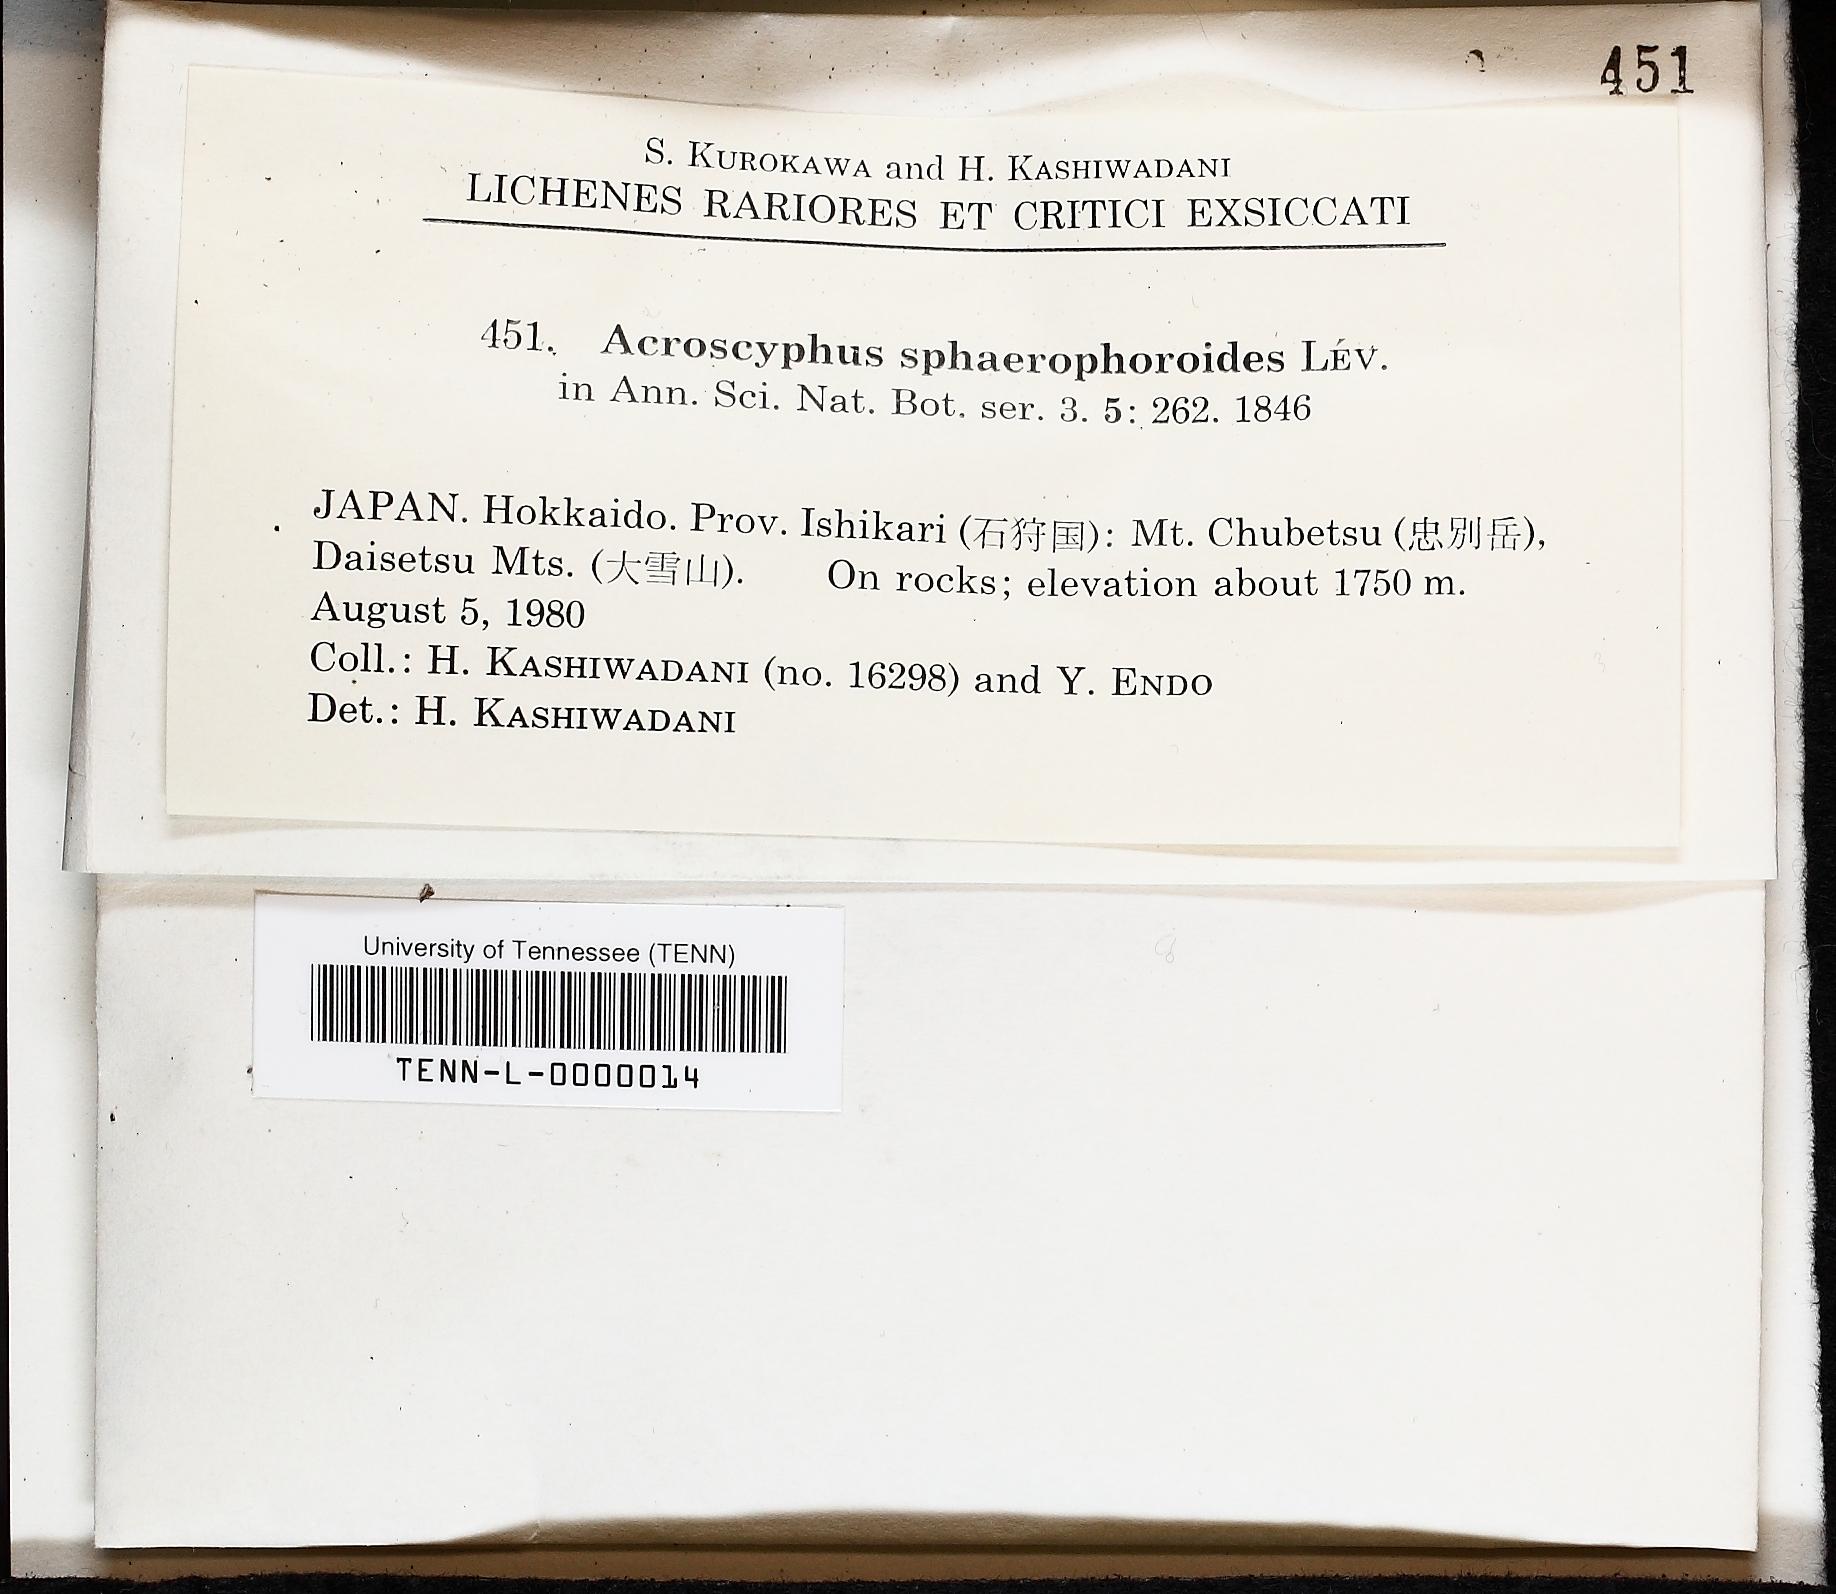 451
S. KUROKAWA and H. KASHIWADANI
LICHENES RARIORES ET CRITICI EXSICCATI
451. Acroscyphus sphaerophoroides LÉV.
in Ann. Sci. Nat. Bot. ser. 3. 5: 262. 1846
JAPAN. Hokkaido. Prov. Ishikari (石狩国): Mt. Chubetsu (忠別岳),
Daisetsu Mts. (大雪山). On rocks; elevation about 1750 m.
August 5, 1980
Coll.: H. KASHIWADANI (no. 16298) and Y. ENDO
Det.: H. KASHIWADANI
University of Tennessee (TENN)
TENN-L-0000014